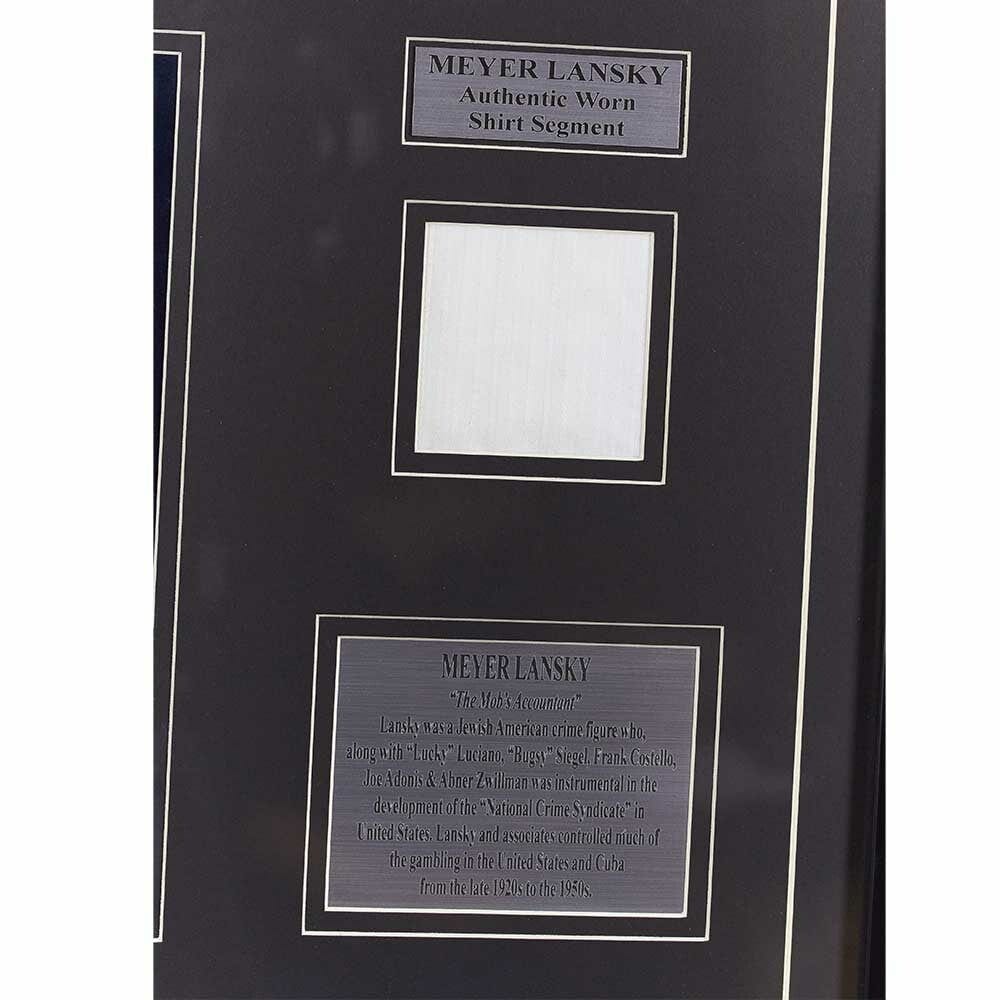 MEYER LANSKY
Authentic Worn
Shirt Segment
MEYER LANSKY
"The Mob's Accountant"
Lansky was a Jewish American crime figure who,
along with "Lucky" Luciano, "Bugsy" Siegel, Frank Costello,
Joe Adonis & Abner Zwillman was instrumental in the
development of the "National Crime Syndicate" in
United States. Lansky and associates controlled much of
the gambling in the United States and Cuba
from the late 1920s to the 1950s.